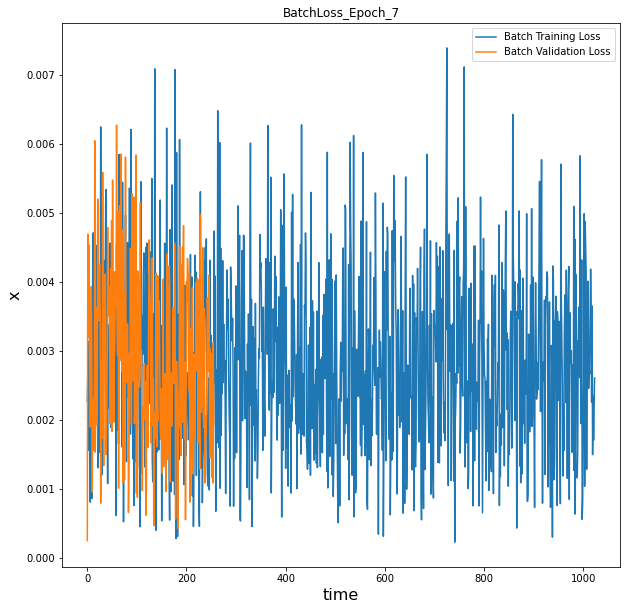 BatchLoss_Epoch_7
Batch Training Loss
Batch Validation Loss
x
0.007
0.006
0.005
0.004
0.003
0.002
0.001
0.000
0 200 400 600 800 1000
time